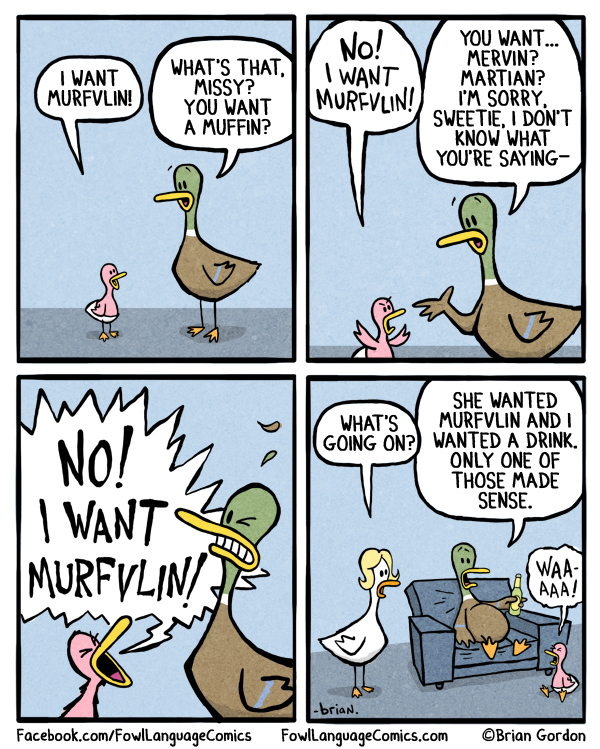 I WANT
MURFVLIN!
WHAT'S THAT,
MISSY?
YOU WANT
A MUFFIN?
NO!
I WANT
MURFVLIN!
YOU WANT...
MERVIN?
MARTIAN?
I'M SORRY,
SWEETIE, I DON'T
KNOW WHAT
YOU'RE SAYING—
NO!
I WANT
MURFVLIN!
WHAT'S
GOING ON?
SHE WANTED
MURFVLIN AND I
WANTED A DRINK.
ONLY ONE OF
THOSE MADE
SENSE.
WAA-
AAA!
-briaN.
Facebook.com/FowlLanguageComics
FowlLanguageComics.com
©Brian Gordon